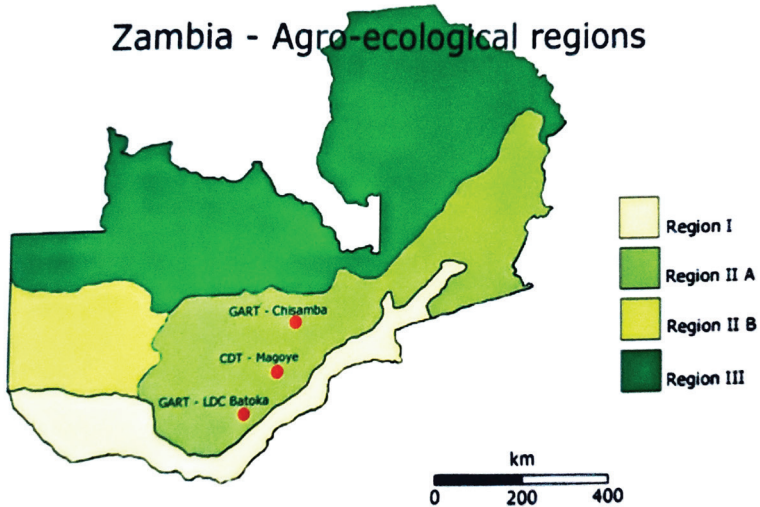 Zambia - Agro-ecological regions
Region I
Region II A
Region II B
Region III
GART - Chisamba
CDT - Magoye
GART - LDC Batoka
km
0 200 400